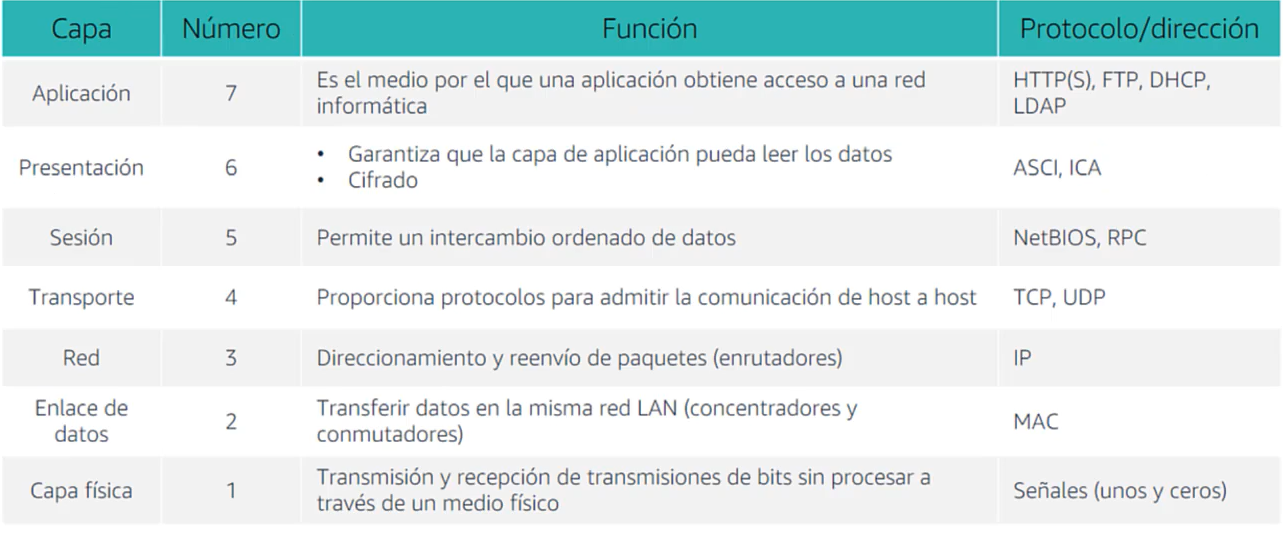 Capa Número Función Protocolo/dirección
Aplicación 7 Es el medio por el que una aplicación obtiene acceso a una red
informática HTTP(S), FTP, DHCP,
LDAP
Presentación 6 • Garantiza que la capa de aplicación pueda leer los datos
• Cifrado ASCI, ICA
Sesión 5 Permite un intercambio ordenado de datos NetBIOS, RPC
Transporte 4 Proporciona protocolos para admitir la comunicación de host a host TCP, UDP
Red 3 Direccionamiento y reenvío de paquetes (enrutadores) IP
Enlace de
datos 2 Transferir datos en la misma red LAN (concentradores y
conmutadores) MAC
Capa física 1 Transmisión y recepción de transmisiones de bits sin procesar a
través de un medio físico Señales (unos y ceros)